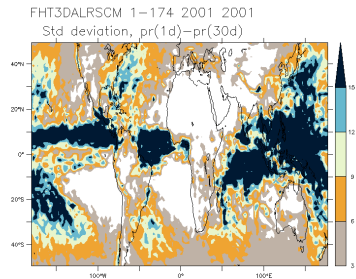 FHT3DALRSCM 1-174 2001 2001
Std deviation, pr(1d)-pr(30d)
40°N
20°N
0°
20°S
40°S
100°W 0° 100°E
15
12
9
6
3